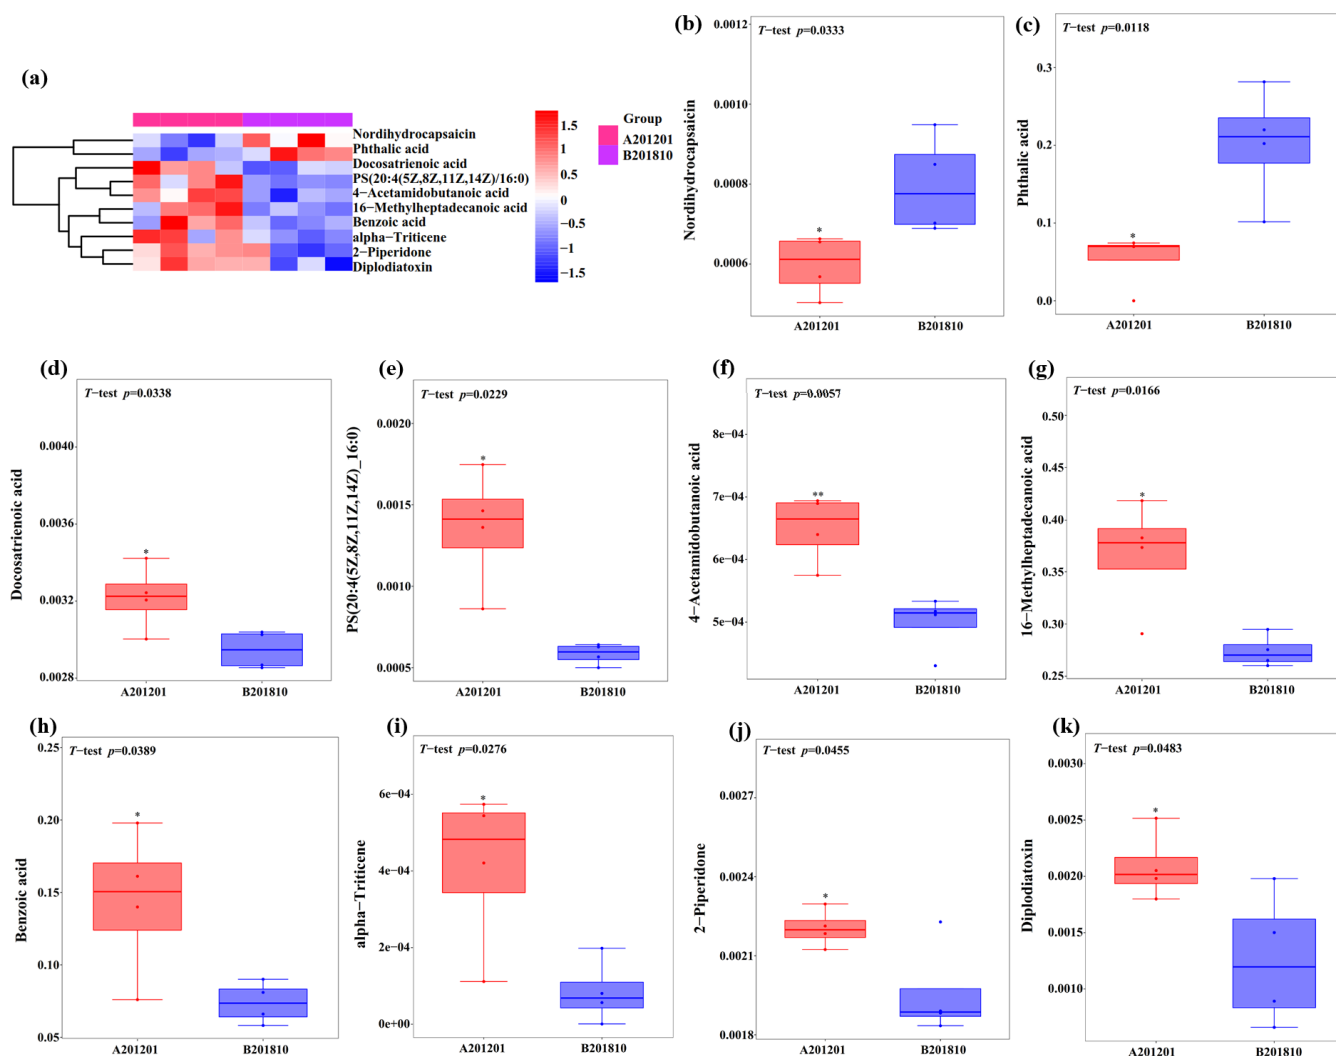 (a)
Group
A201201
B201810
Nordihydrocapsaicin
Phthalic acid
Docosatrienoic acid
PS(20:4(5Z,8Z,11Z,14Z)/16:0)
4−Acetamidobutanoic acid
16−Methylheptadecanoic acid
Benzoic acid
alpha−Triticene
2−Piperidone
Diplodiatoxin
1.5
1
0.5
0
−0.5
−1
−1.5
(b)
T−test p=0.0333
Nordihydrocapsaicin
0.0012
0.0010
0.0008
0.0006
*
A201201
B201810
(c)
T−test p=0.0118
Phthalic acid
0.3
0.2
0.1
0.0
*
A201201
B201810
(d)
T−test p=0.0338
Docosatrienoic acid
0.0040
0.0036
0.0032
0.0028
*
A201201
B201810
(e)
T−test p=0.0229
PS(20:4(5Z,8Z,11Z,14Z)_16:0)
0.0020
0.0015
0.0010
0.0005
*
A201201
B201810
(f)
T−test p=0.0057
4−Acetamidobutanoic acid
8e−04
7e−04
6e−04
5e−04
**
A201201
B201810
(g)
T−test p=0.0166
16−Methylheptadecanoic acid
0.50
0.45
0.40
0.35
0.30
0.25
*
A201201
B201810
(h)
T−test p=0.0389
Benzoic acid
0.25
0.20
0.15
0.10
0.05
*
A201201
B201810
(i)
T−test p=0.0276
alpha−Triticene
6e−04
4e−04
2e−04
0e+00
*
A201201
B201810
(j)
T−test p=0.0455
2−Piperidone
0.0027
0.0024
0.0021
0.0018
*
A201201
B201810
(k)
T−test p=0.0483
Diplodiatoxin
0.0030
0.0025
0.0020
0.0015
0.0010
*
A201201
B201810